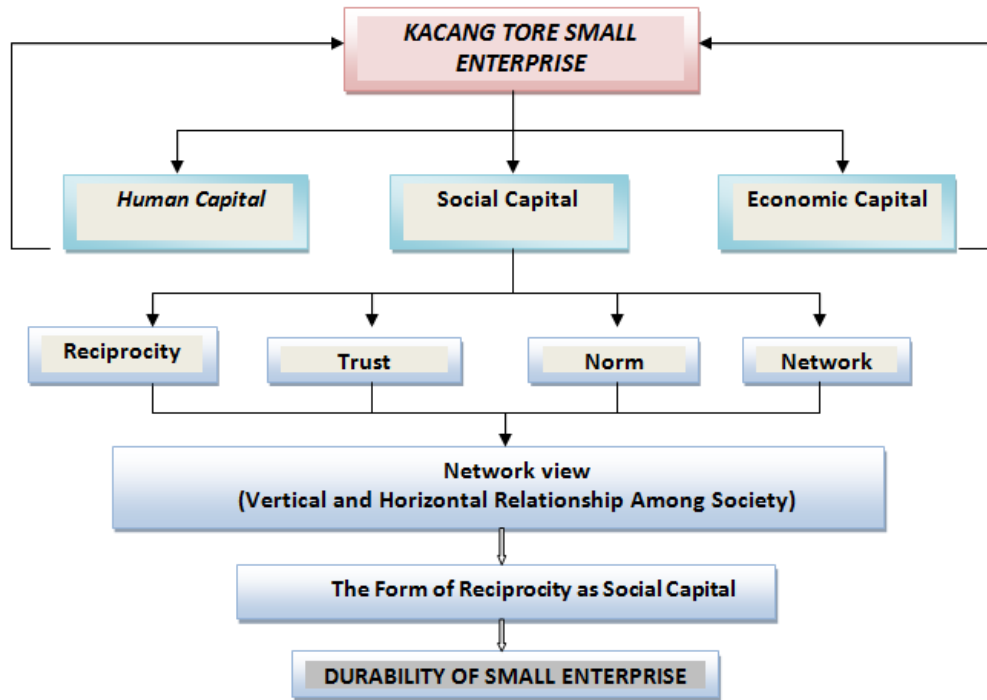 KACANG TORE SMALL
ENTERPRISE
Human Capital
Social Capital
Economic Capital
Reciprocity
Trust
Norm
Network
Network view
(Vertical and Horizontal Relationship Among Society)
The Form of Reciprocity as Social Capital
DURABILITY OF SMALL ENTERPRISE